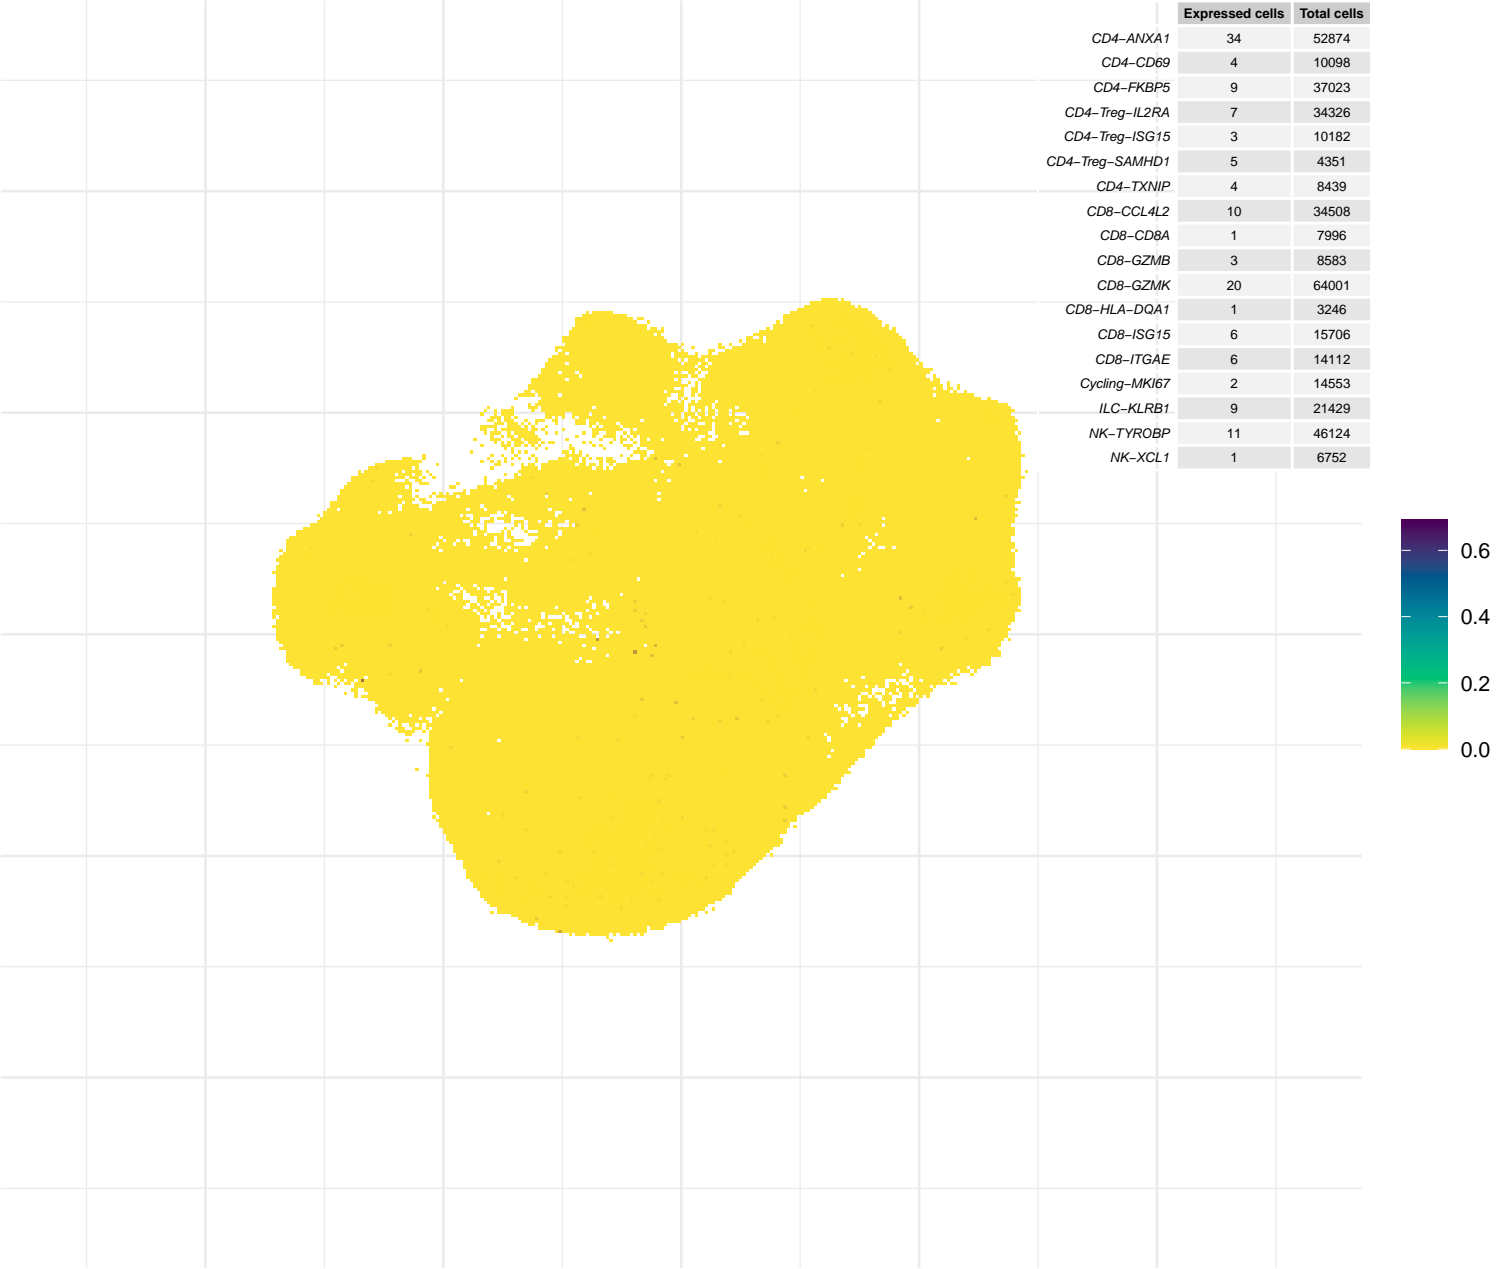 Expressed cells Total cells
CD4−ANXA1 34 52874
CD4−CD69 4 10098
CD4−FKBP5 9 37023
CD4−Treg−IL2RA 7 34326
CD4−Treg−ISG15 3 10182
CD4−Treg−SAMHD1 5 4351
CD4−TXNIP 4 8439
CD8−CCL4L2 10 34508
CD8−CD8A 1 7996
CD8−GZMB 3 8583
CD8−GZMK 20 64001
CD8−HLA−DQA1 1 3246
CD8−ISG15 6 15706
CD8−ITGAE 6 14112
Cycling−MKI67 2 14553
ILC−KLRB1 9 21429
NK−TYROBP 11 46124
NK−XCL1 1 6752
0.6
0.4
0.2
0.0